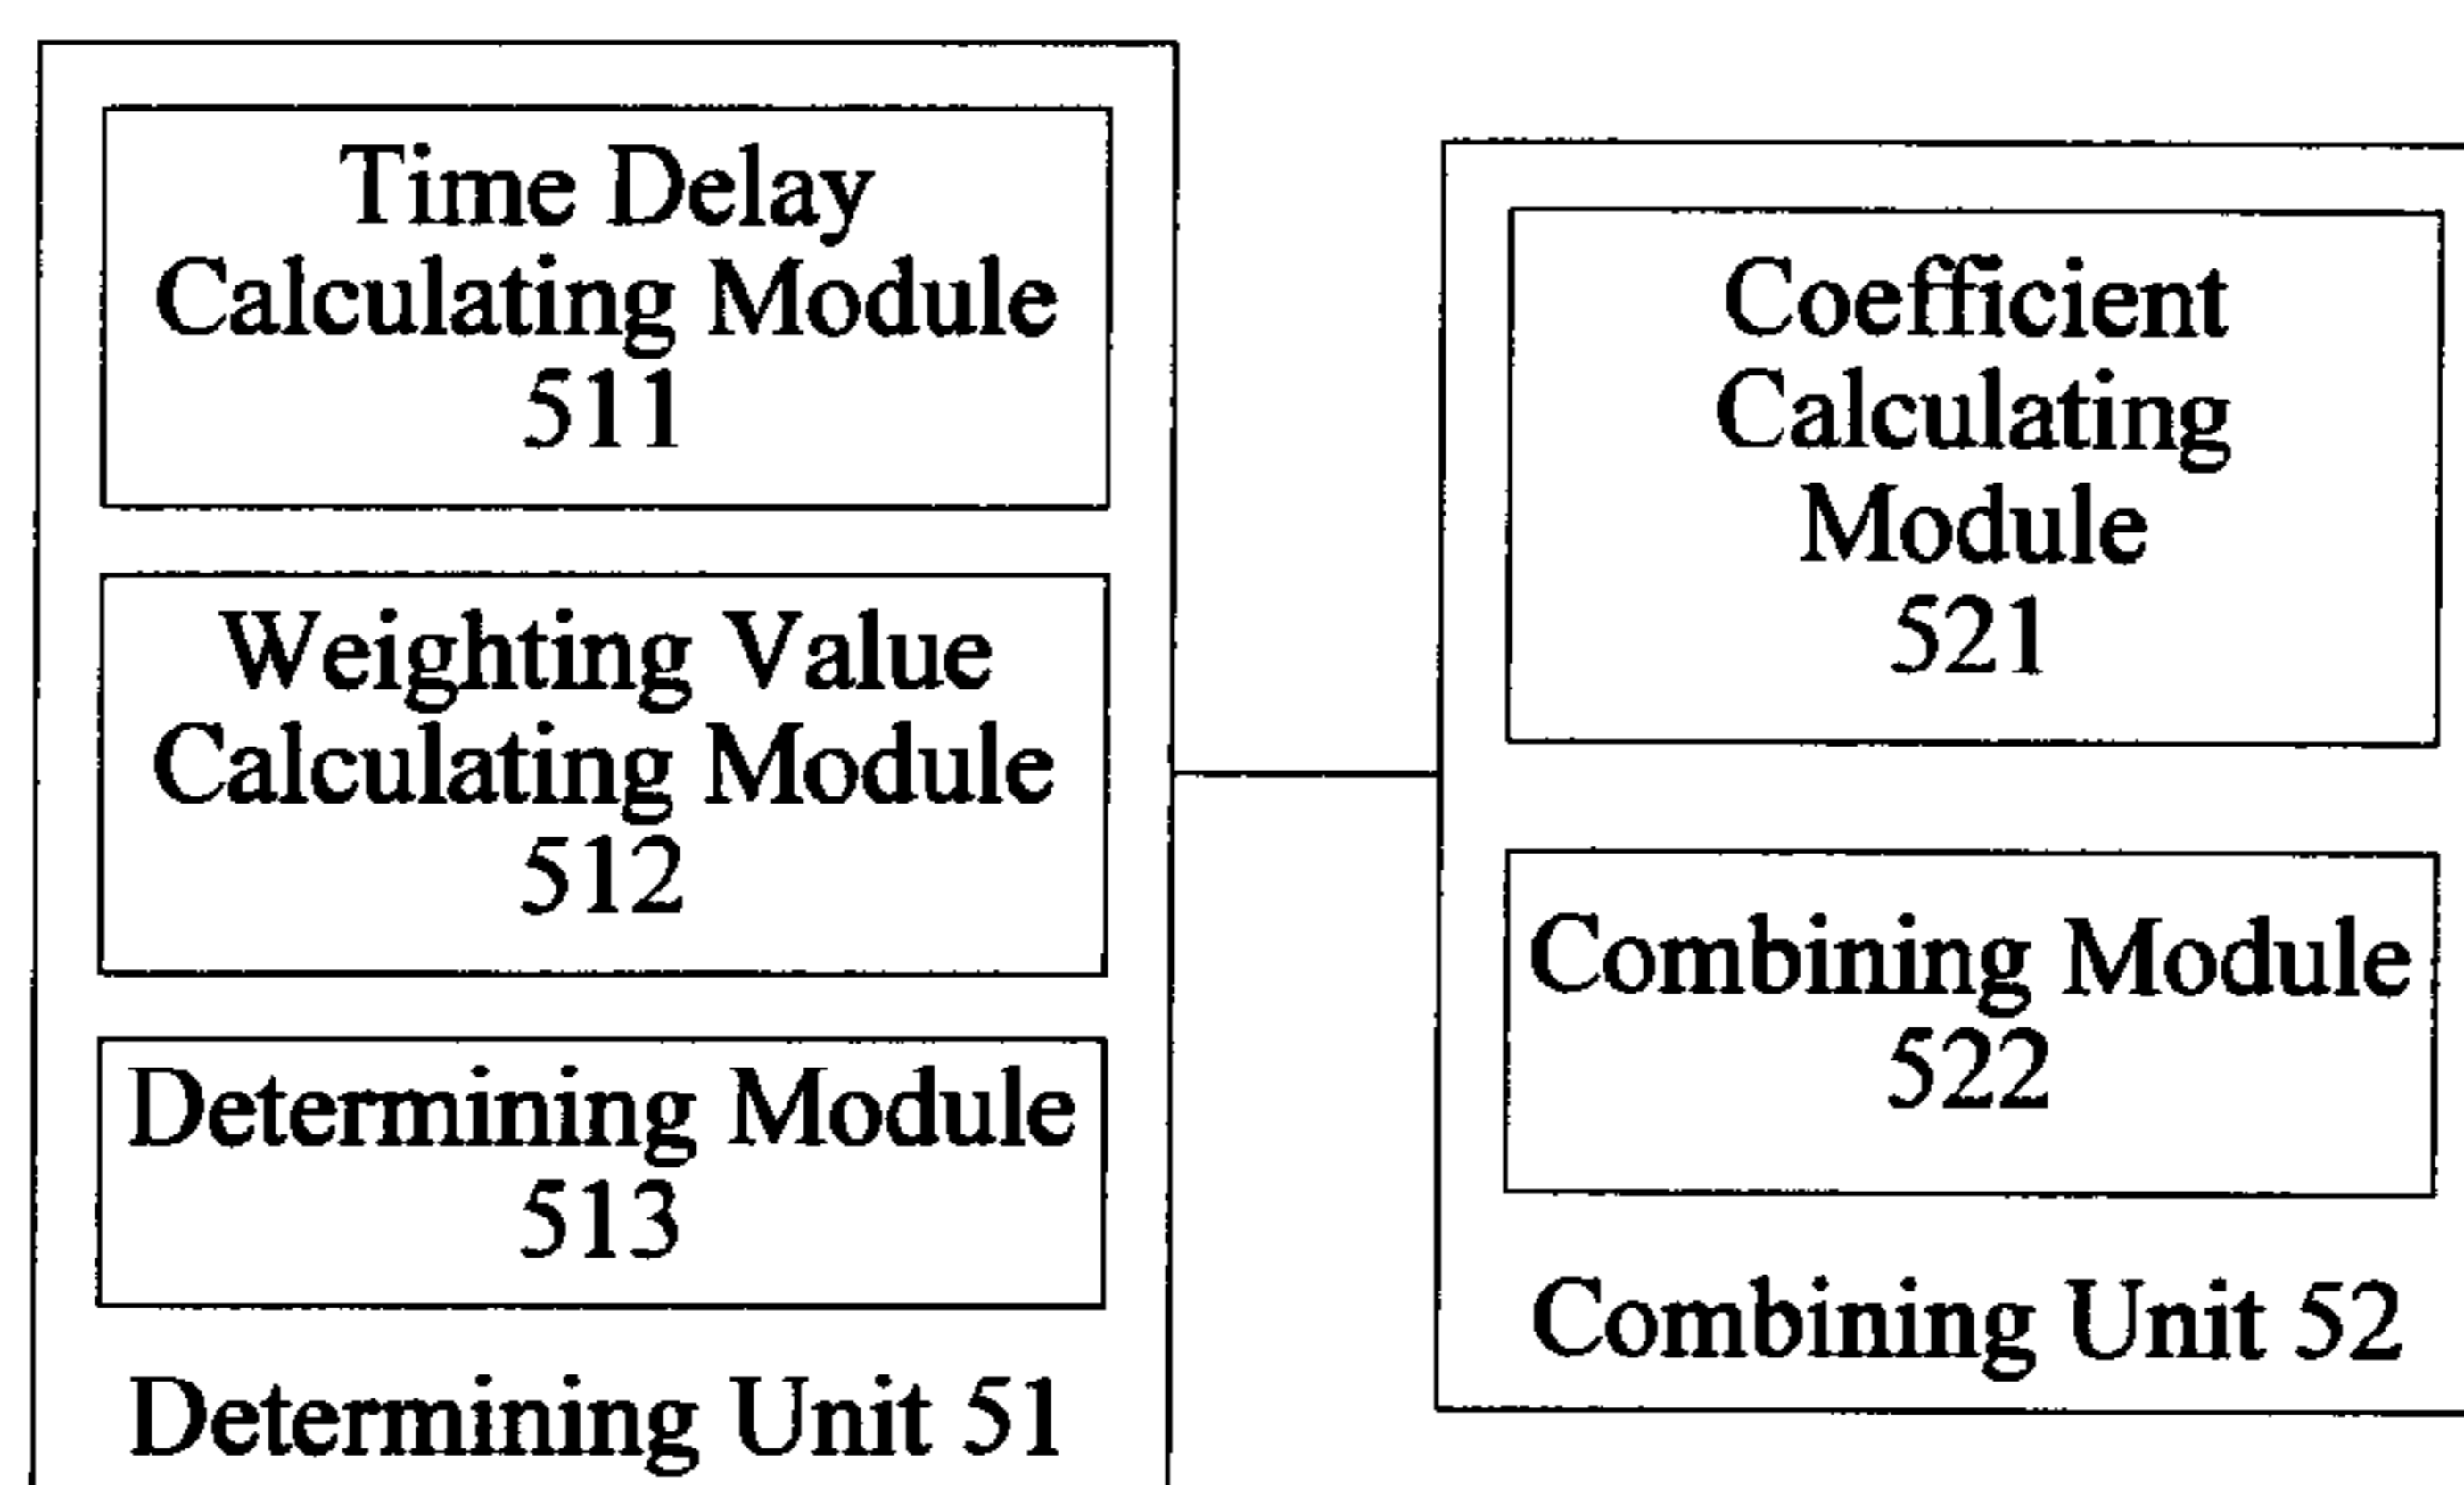 Time Delay
Calculating Module
511
Weighting Value
Calculating Module
512
Determining Module
513
Determining Unit 51
Coefficient
Calculating
Module
521
Combining Module
522
Combining Unit 52